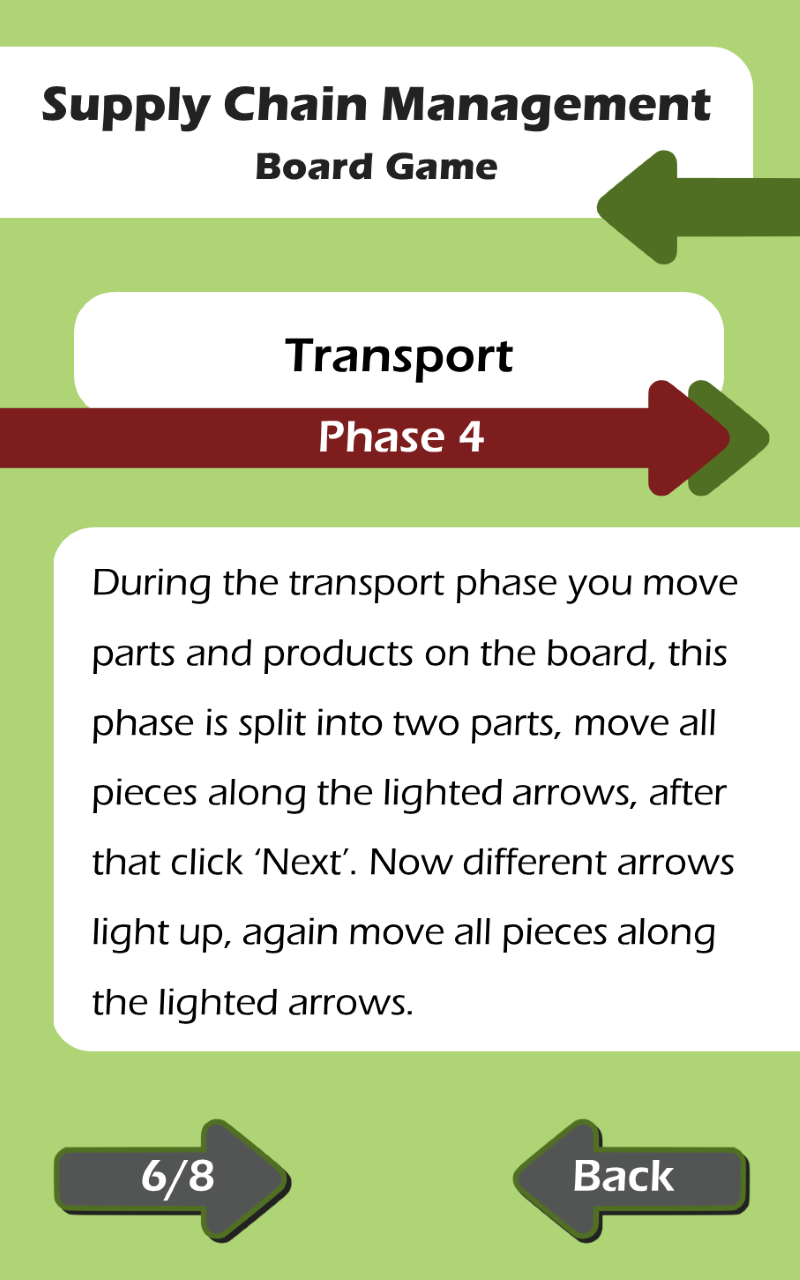 Supply Chain Management
Board Game
Transport
Phase 4
During the transport phase you move
parts and products on the board, this
phase is split into two parts, move all
pieces along the lighted arrows, after
that click ‘Next’. Now different arrows
light up, again move all pieces along
the lighted arrows.
6/8
Back